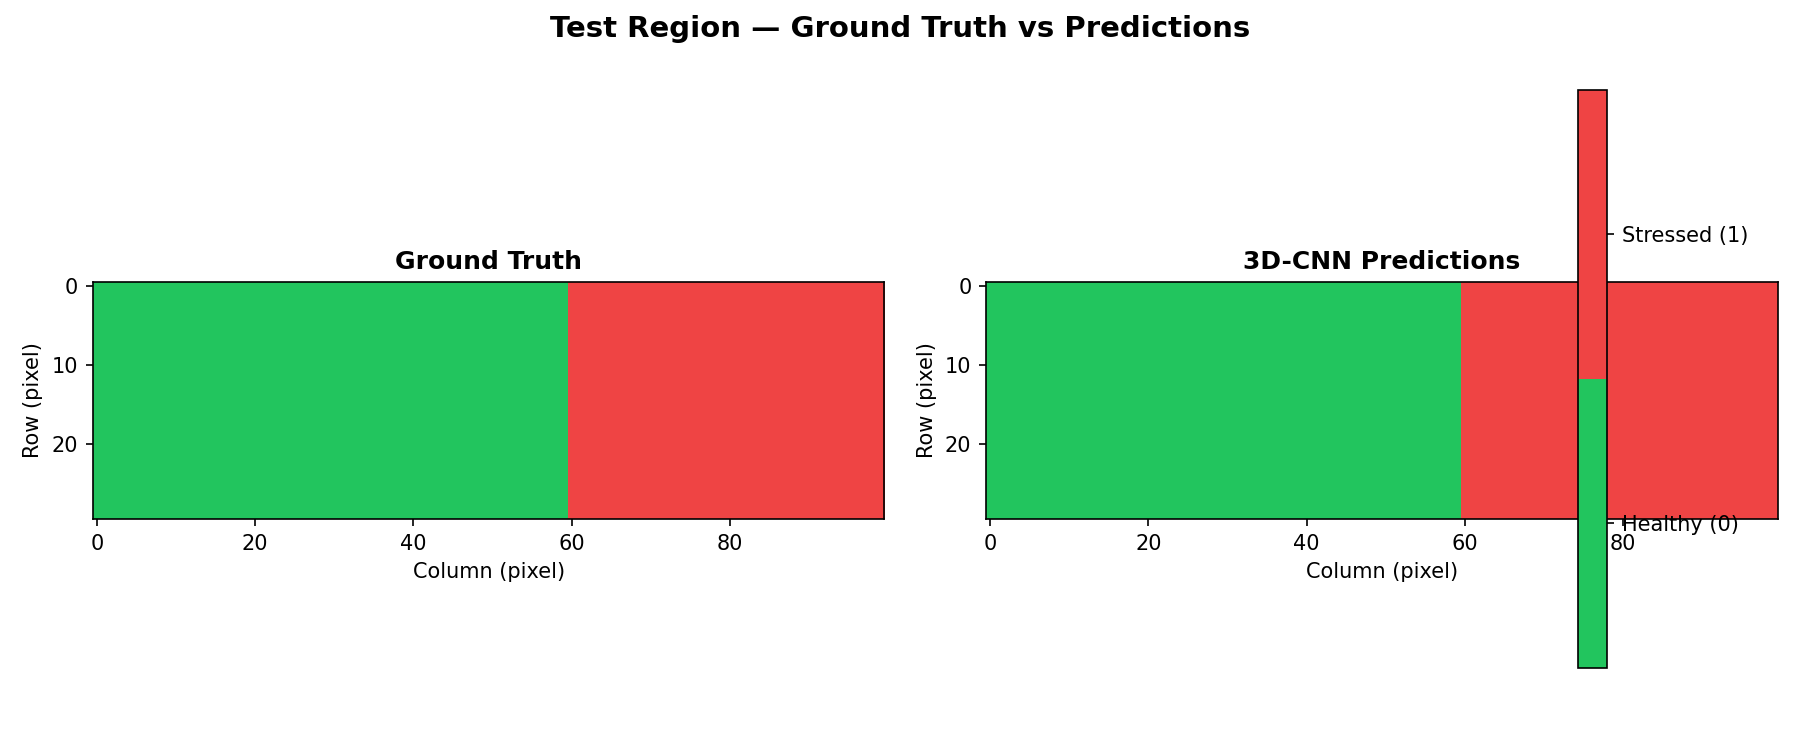 Test Region — Ground Truth vs Predictions
Ground Truth
0
10
20
Row (pixel)
0 20 40 60 80
Column (pixel)
3D-CNN Predictions
0
10
20
Row (pixel)
0 20 40 60 80
Column (pixel)
Stressed (1)
Healthy (0)